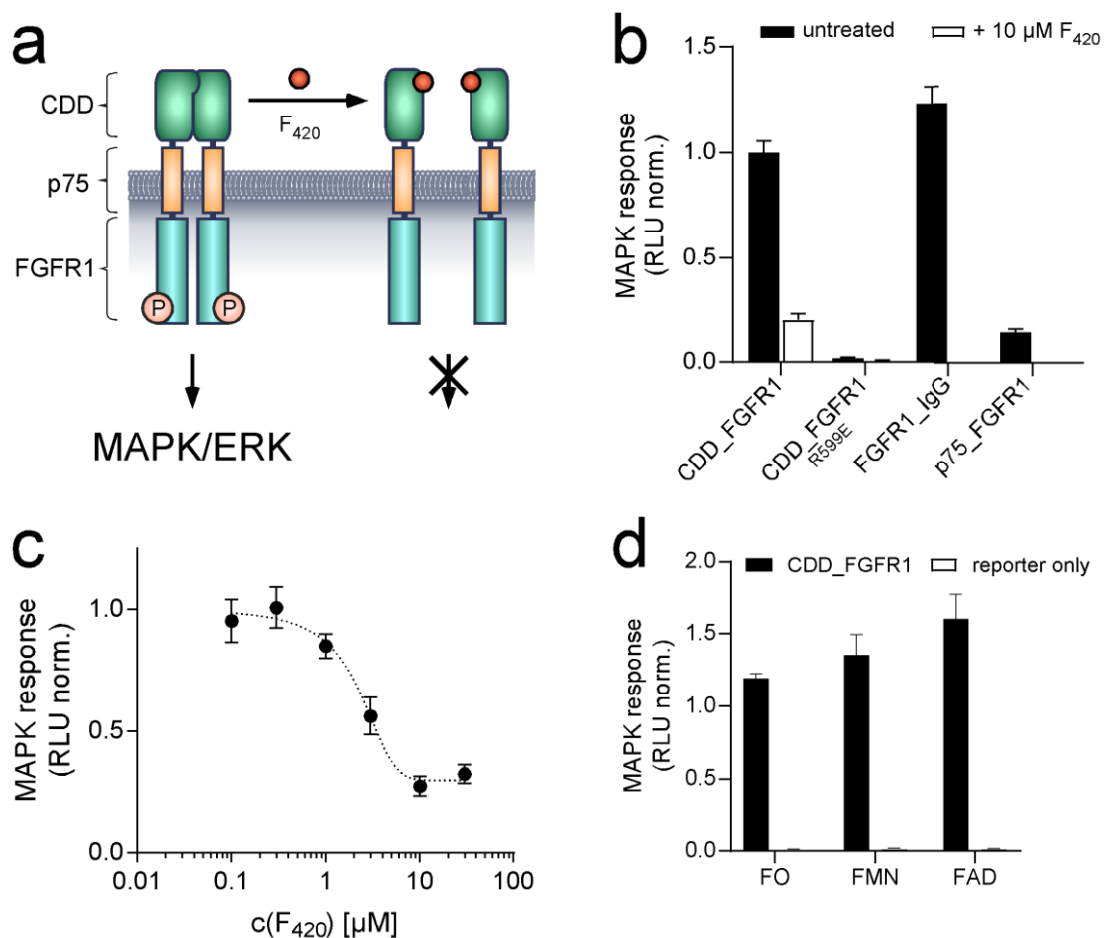 a
CDD
F420
p75
FGFR1
P
P
MAPK/ERK
b
untreated
+ 10 µM F420
MAPK response
(RLU norm.)
1.5
1.0
0.5
0.0
CDD_FGFR1
CDD_FGFR1
R599E
FGFR1_IgG
p75_FGFR1
c
MAPK response
(RLU norm.)
1.0
0.5
0.0
0.01
0.1
1
10
100
c(F420) [µM]
d
CDD_FGFR1
reporter only
MAPK response
(RLU norm.)
2.0
1.5
1.0
0.5
0.0
FO
FMN
FAD